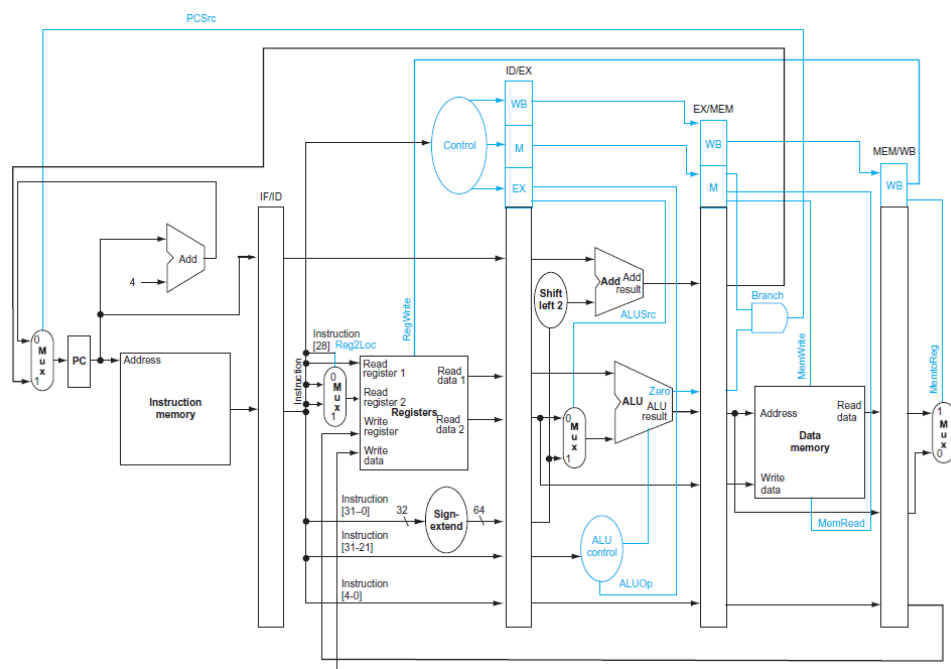 PCSrc
ID/EX
WB
EX/MEM
Control
M
WB
MEM/WB
EX
M
WB
IF/ID
Add
4
Add
Add
result
Shift
left 2
ALUSrc
Branch
RegWrite
MemWrite
MemtoReg
0
Mux
1
PC
Address
Instruction
memory
Instruction
[28]
Reg2Loc
Instruction
0
Mux
1
Read
register 1
Read
data 1
Read
register 2
Registers
Write
register
Read
data 2
Write
data
0
Mux
1
Zero
ALU
ALU
result
Address
Read
data
Data
memory
Write
data
1
Mux
0
Instruction
[31–0]
32
Sign-
extend
64
MemRead
Instruction
[31-21]
ALU
control
ALUOp
Instruction
[4-0]